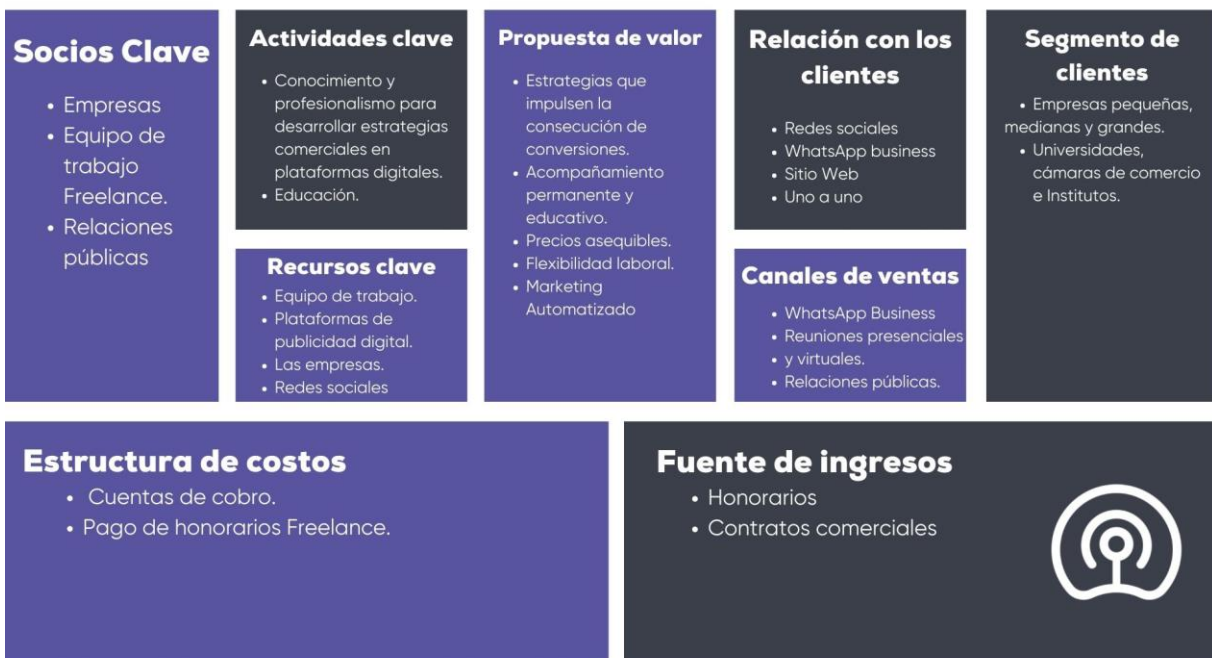 Socios Clave
• Empresas
• Equipo de
trabajo
Freelance.
• Relaciones
públicas
Actividades clave
• Conocimiento y
profesionalismo para
desarrollar estrategias
comerciales en
plataformas digitales.
• Educación.
Recursos clave
• Equipo de trabajo.
• Plataformas de
publicidad digital.
• Las empresas.
• Redes sociales
Propuesta de valor
• Estrategias que
impulsen la
consecución de
conversiones.
• Acompañamiento
permanente y
educativo.
• Precios asequibles.
• Flexibilidad laboral.
• Marketing
Automatizado
Relación con los
clientes
• Redes sociales
• WhatsApp business
• Sitio Web
• Uno a uno
Canales de ventas
• WhatsApp Business
• Reuniones presenciales
• y virtuales.
• Relaciones públicas.
Segmento de
clientes
• Empresas pequeñas,
medianas y grandes.
• Universidades,
cámaras de comercio
e Institutos.
Estructura de costos
• Cuentas de cobro.
• Pago de honorarios Freelance.
Fuente de ingresos
• Honorarios
• Contratos comerciales